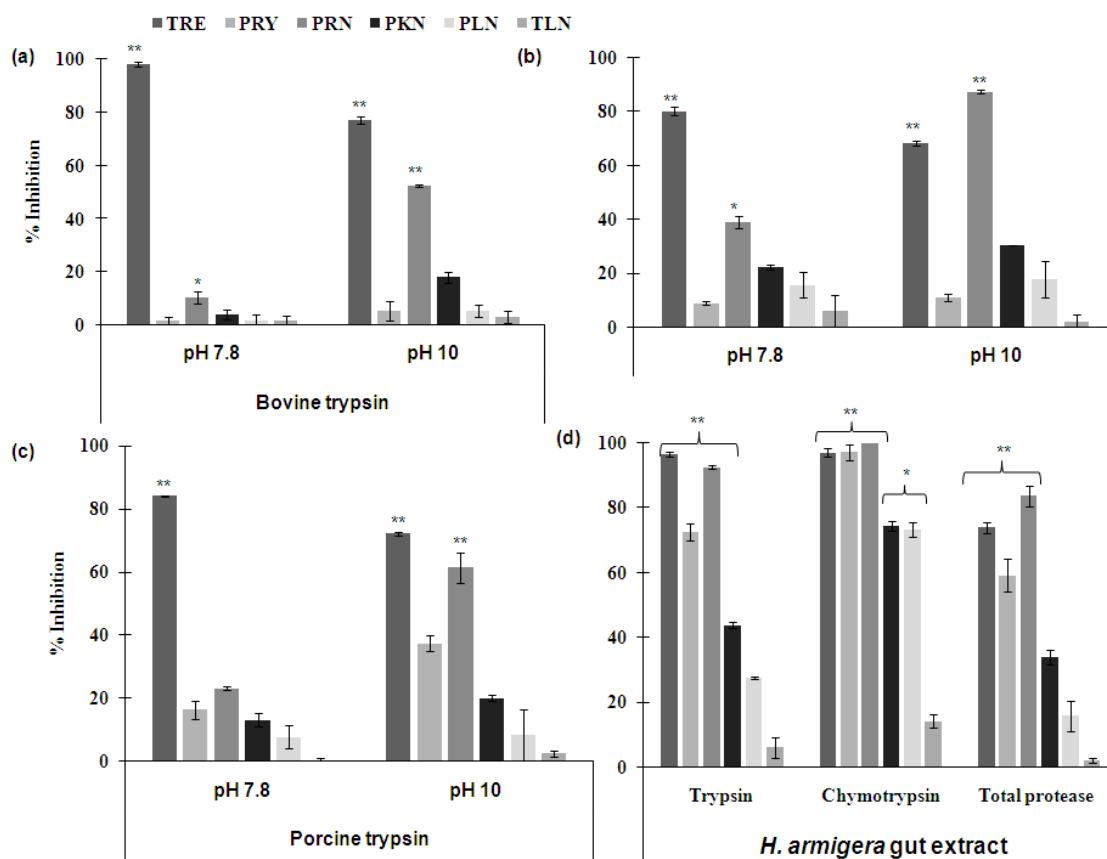 TRE PRY PRN PKN PLN TLN
(a)
% Inhibition
100
80
60
40
20
0
**
*
**
**
pH 7.8 pH 10
Bovine trypsin
(b)
100
80
60
40
20
0
**
*
**
**
pH 7.8 pH 10
(c)
% Inhibition
100
80
60
40
20
0
**
**
**
pH 7.8 pH 10
Porcine trypsin
(d)
100
80
60
40
20
0
**
**
*
**
Trypsin Chymotrypsin Total protease
H. armigera gut extract